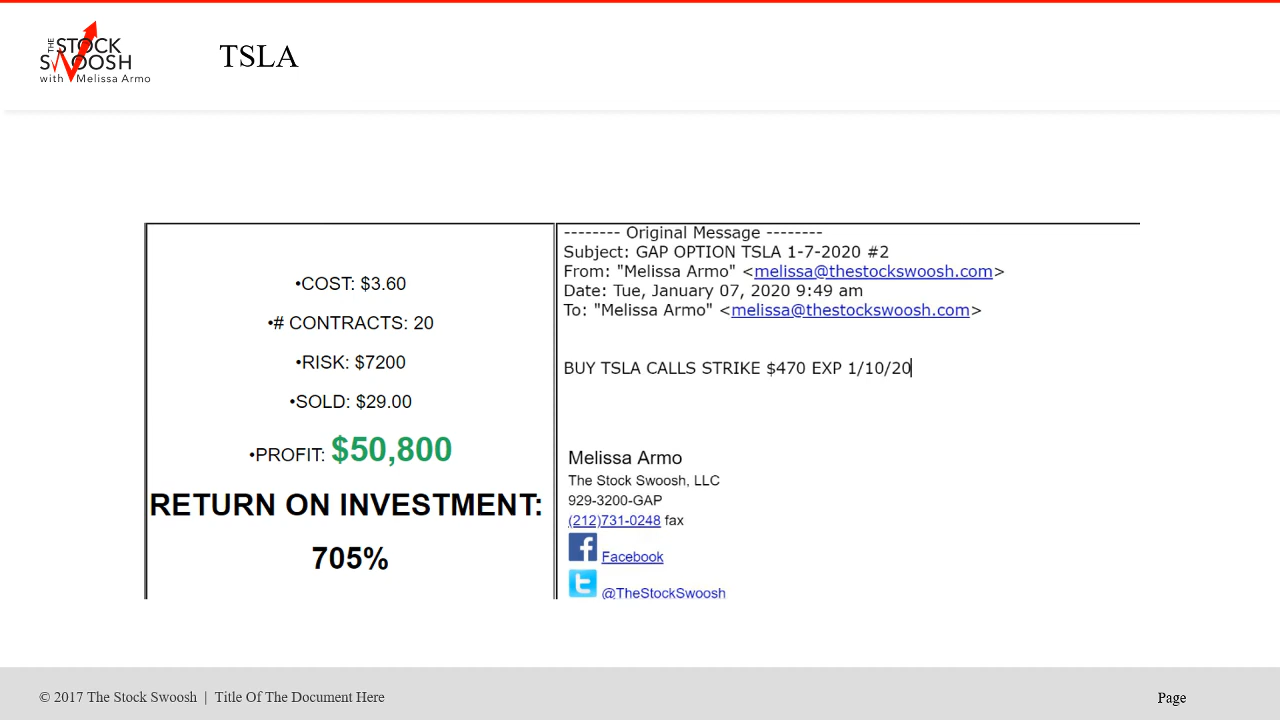 THE STOCK
SWOOSH
with Melissa Armo
TSLA
•COST: $3.60
•# CONTRACTS: 20
•RISK: $7200
•SOLD: $29.00
•PROFIT: $50,800
RETURN ON INVESTMENT:
705%
-------- Original Message --------
Subject: GAP OPTION TSLA 1-7-2020 #2
From: "Melissa Armo" <melissa@thestockswoosh.com>
Date: Tue, January 07, 2020 9:49 am
To: "Melissa Armo" <melissa@thestockswoosh.com>
BUY TSLA CALLS STRIKE $470 EXP 1/10/20
Melissa Armo
The Stock Swoosh, LLC
929-3200-GAP
(212)731-0248 fax
Facebook
@TheStockSwoosh
© 2017 The Stock Swoosh | Title Of The Document Here
Page